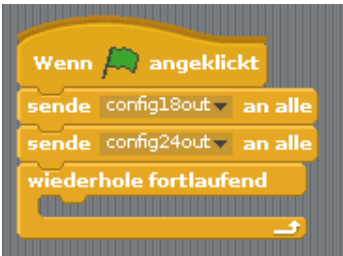 Wenn angeklickt
sende config18out an alle
sende config24out an alle
wiederhole fortlaufend